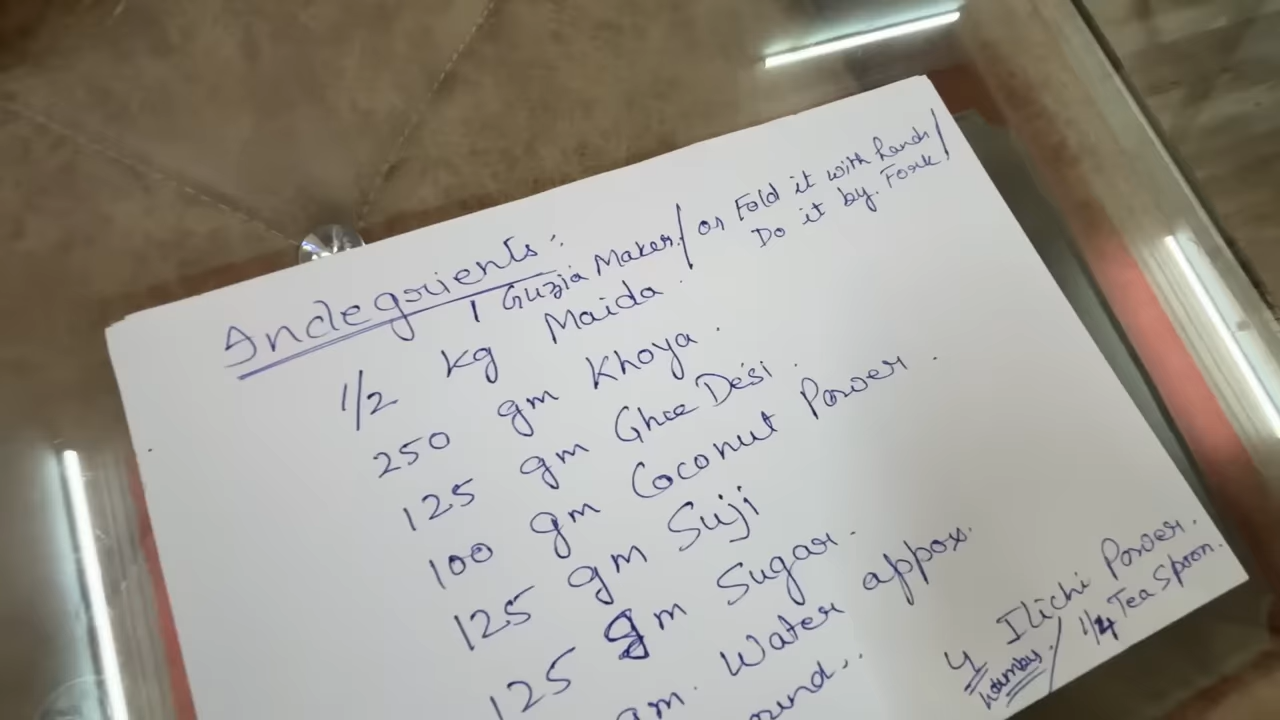 Indegrients:
1 Guzia Maker / or Fold it with hands /
Do it by Fork
1/2 kg Maida.
250 gm Khoya.
125 gm Ghee Desi.
100 gm Coconut Power.
125 gm Suji
125 gm Sugar.
gm. Water appox.
4 Ilichi Power.
/ 1/4 Tea Spoon.